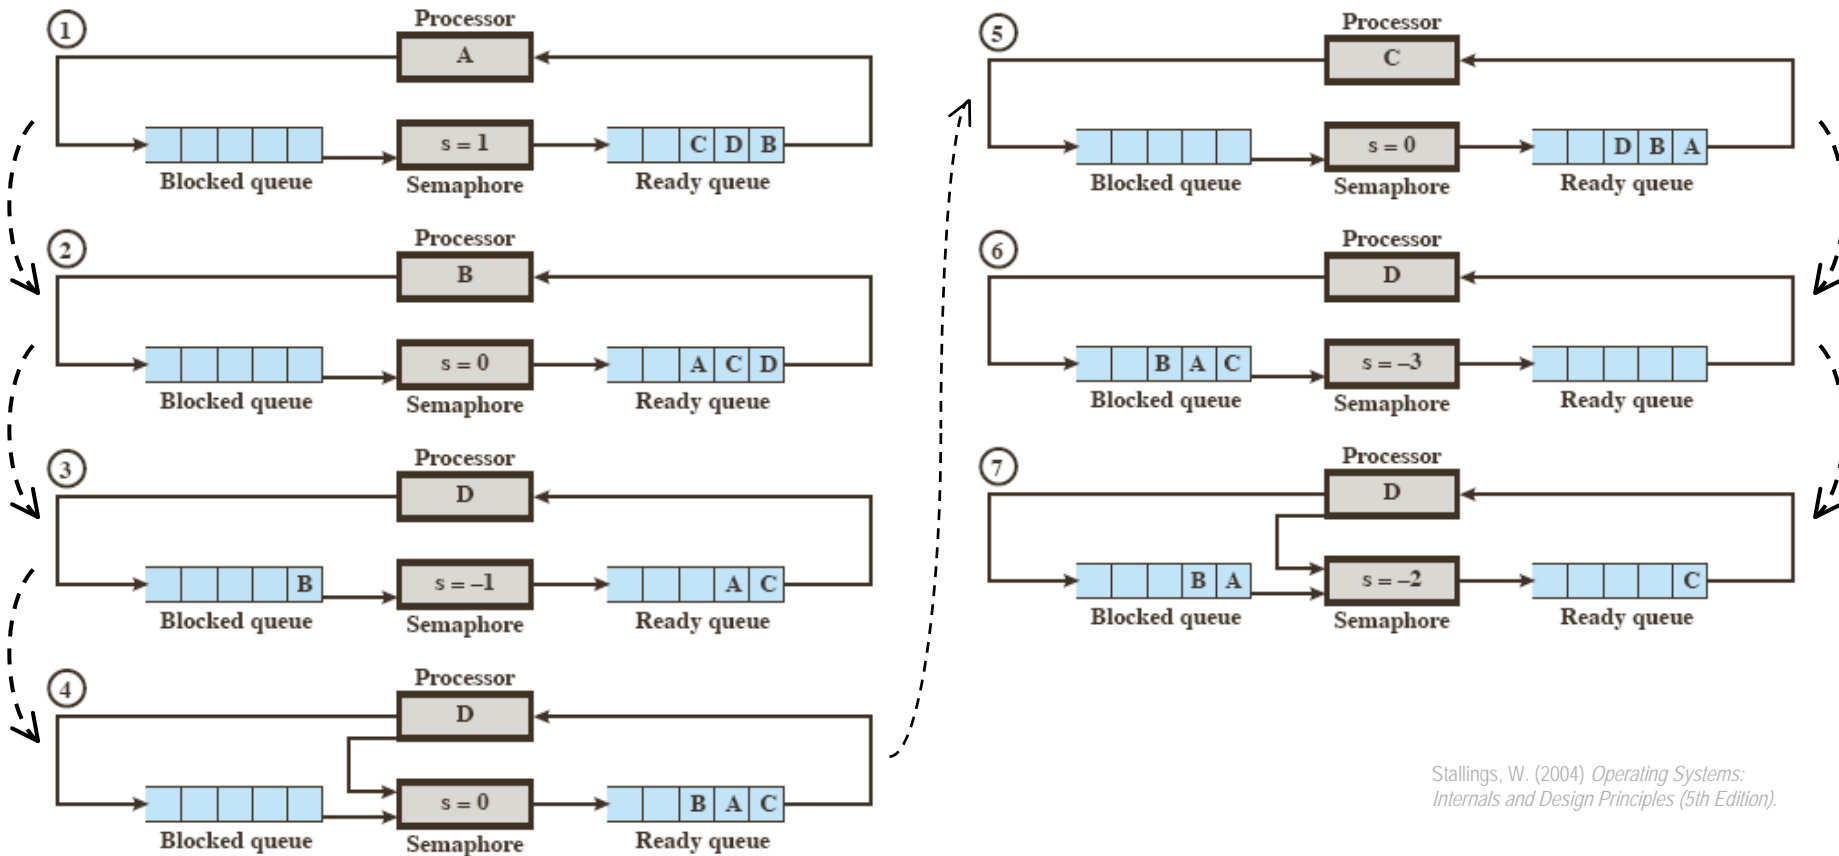 1
Processor
A
s = 1
C D B
Blocked queue
Semaphore
Ready queue
2
Processor
B
s = 0
A C D
Blocked queue
Semaphore
Ready queue
3
Processor
D
B
s = –1
A C
Blocked queue
Semaphore
Ready queue
4
Processor
D
s = 0
B A C
Blocked queue
Semaphore
Ready queue
5
Processor
C
s = 0
D B A
Blocked queue
Semaphore
Ready queue
6
Processor
D
B A C
s = –3
Blocked queue
Semaphore
Ready queue
7
Processor
D
B A
s = –2
C
Blocked queue
Semaphore
Ready queue
Stallings, W. (2004) Operating Systems:
Internals and Design Principles (5th Edition).